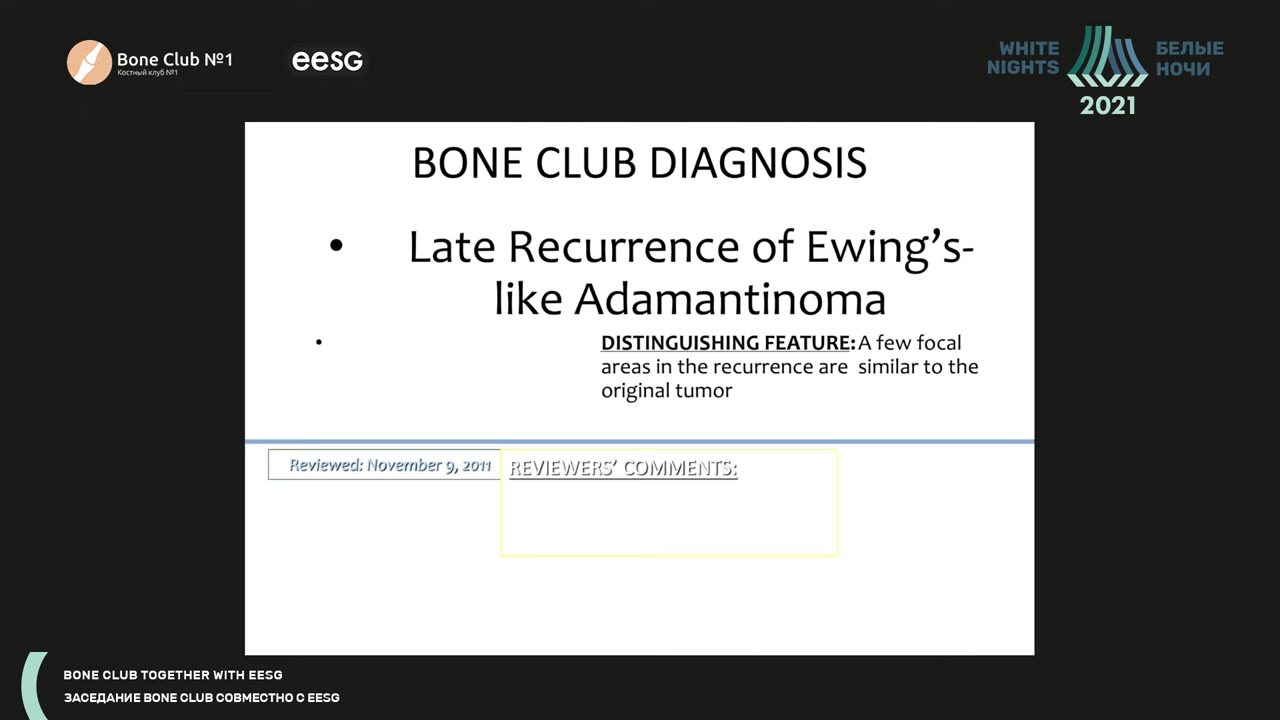 Bone Club №1
Костный клуб №1
eesg
WHITE
NIGHTS
БЕЛЫЕ
НОЧИ
2021
BONE CLUB DIAGNOSIS
• Late Recurrence of Ewing’s-
like Adamantinoma
• DISTINGUISHING FEATURE: A few focal
areas in the recurrence are similar to the
original tumor
Reviewed: November 9, 2011
REVIEWERS’ COMMENTS:
BONE CLUB TOGETHER WITH EESG
ЗАСЕДАНИЕ BONE CLUB СОВМЕСТНО С EESG